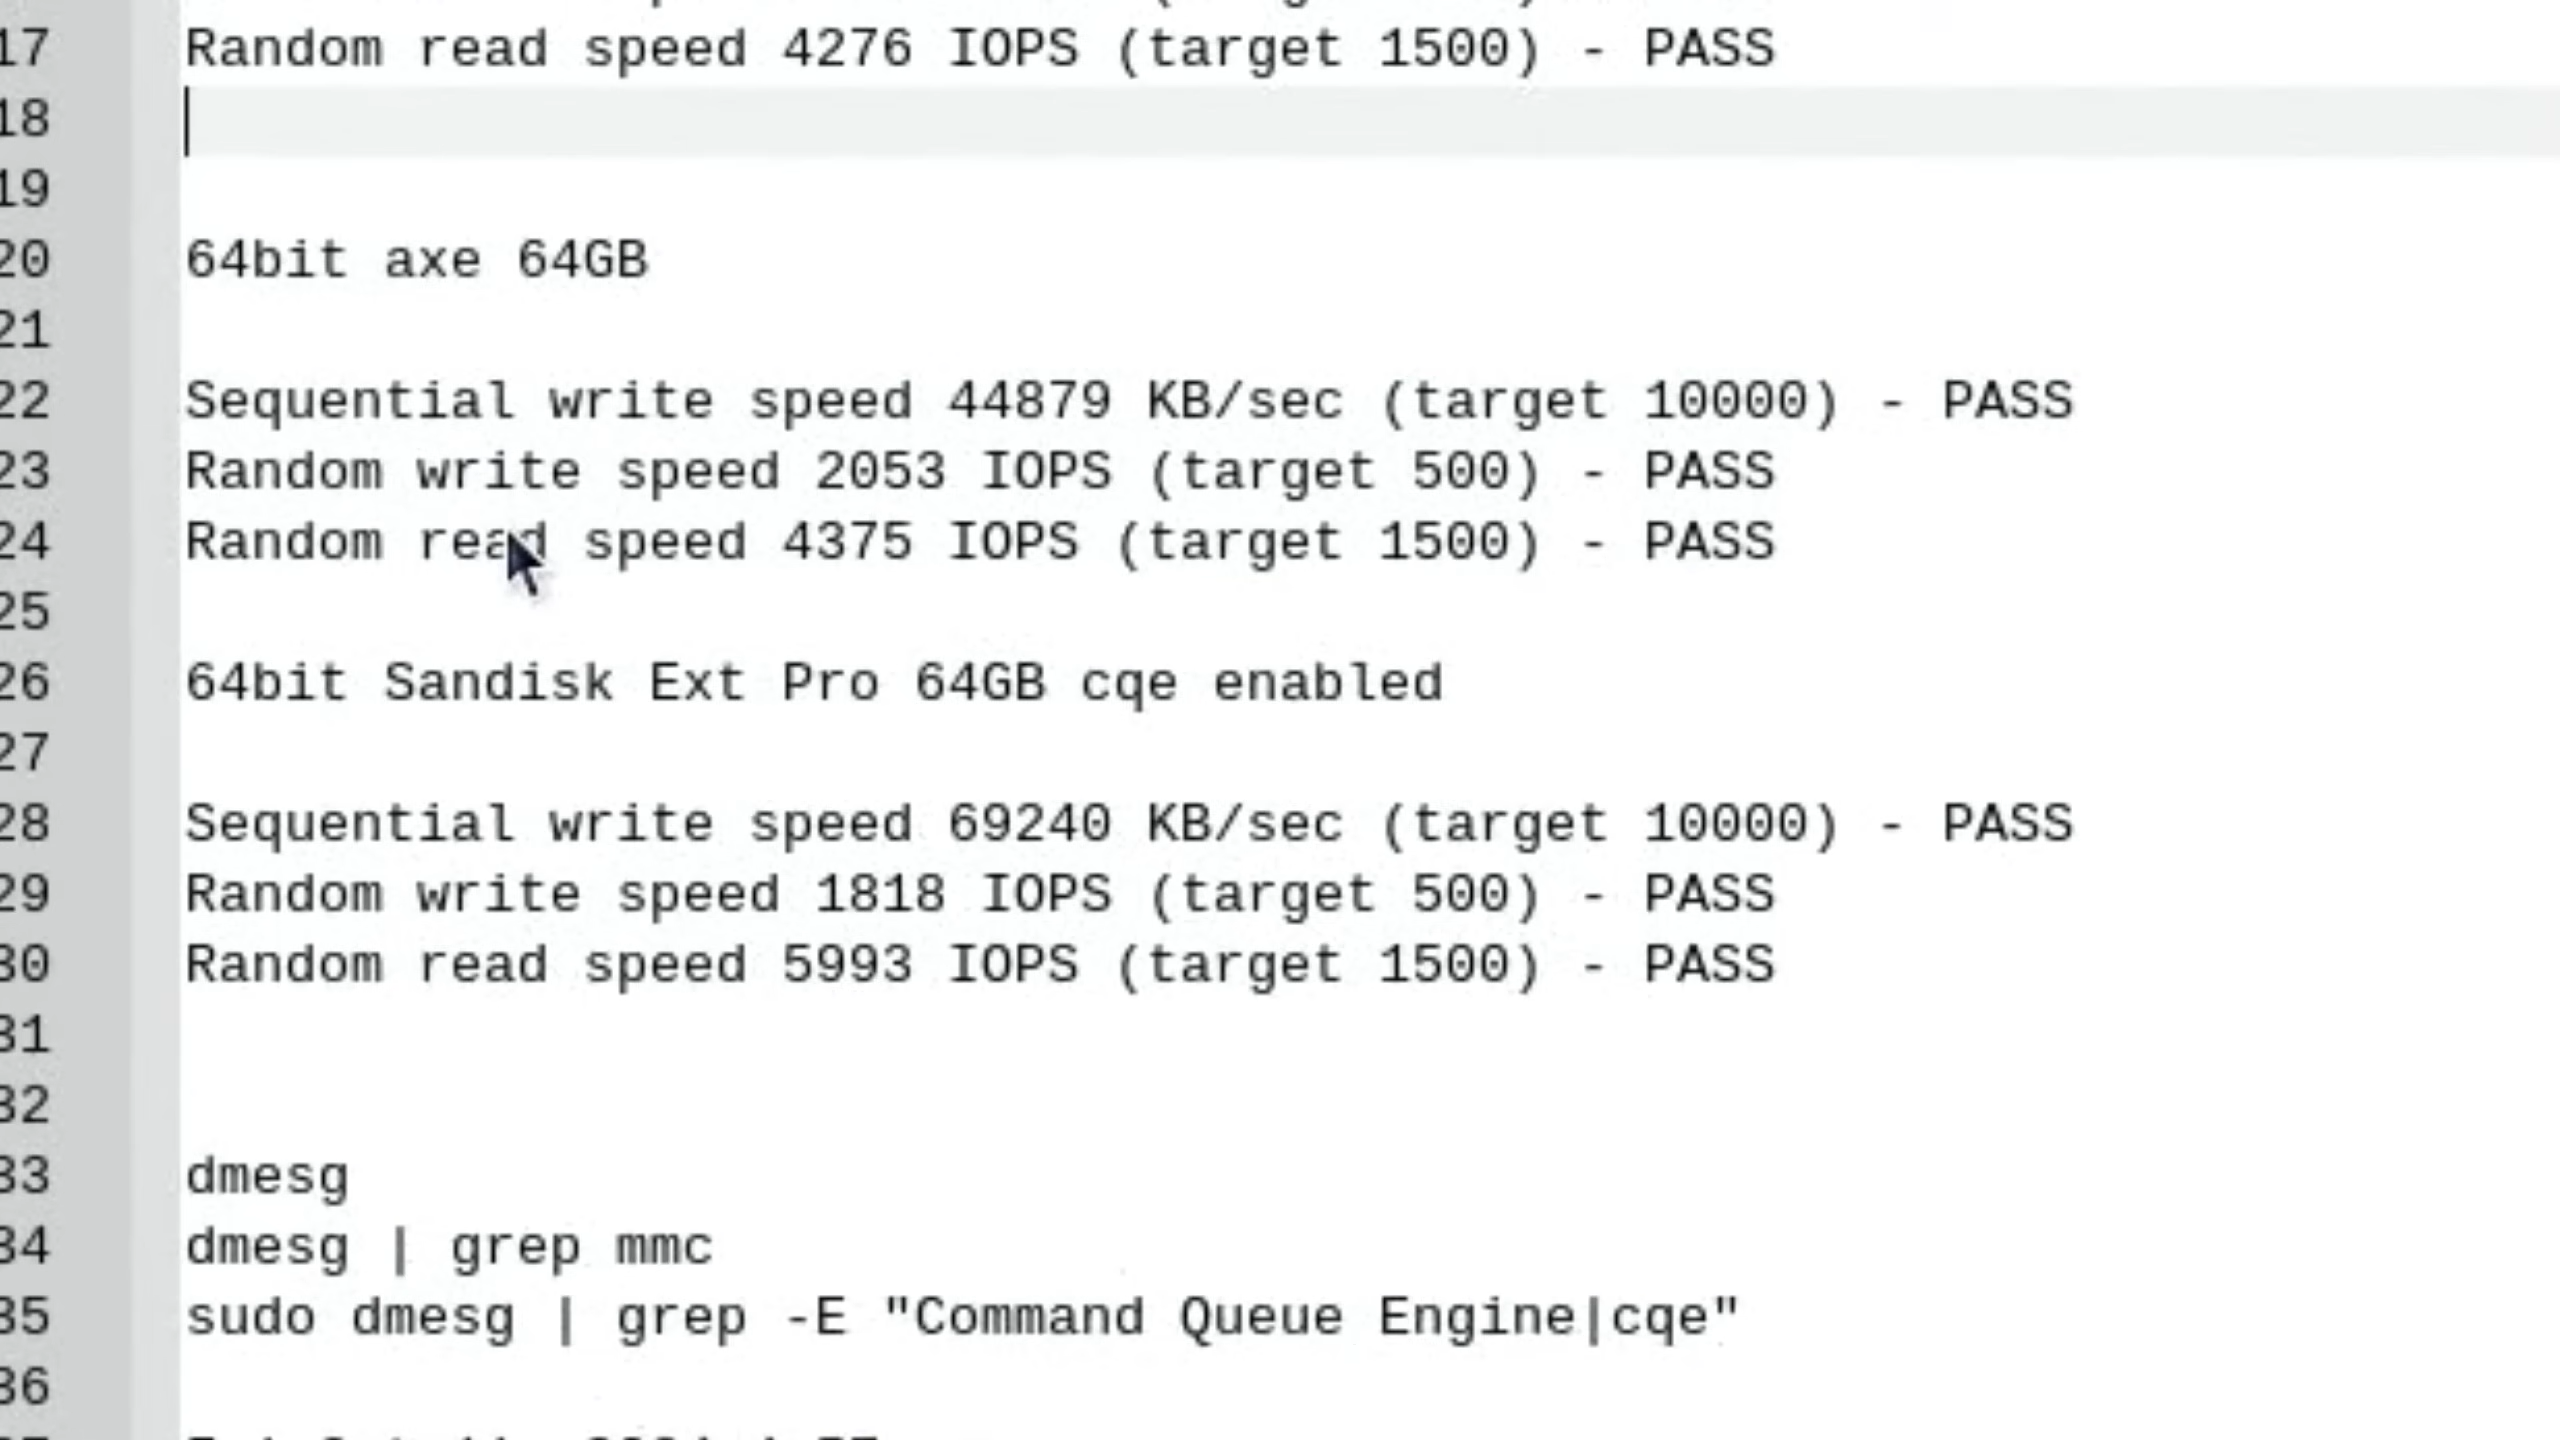 17 Random read speed 4276 IOPS (target 1500) - PASS
18
19
20 64bit axe 64GB
21
22 Sequential write speed 44879 KB/sec (target 10000) - PASS
23 Random write speed 2053 IOPS (target 500) - PASS
24 Random read speed 4375 IOPS (target 1500) - PASS
25
26 64bit Sandisk Ext Pro 64GB cqe enabled
27
28 Sequential write speed 69240 KB/sec (target 10000) - PASS
29 Random write speed 1818 IOPS (target 500) - PASS
30 Random read speed 5993 IOPS (target 1500) - PASS
31
32
33 dmesg
34 dmesg | grep mmc
35 sudo dmesg | grep -E "Command Queue Engine|cqe"
36